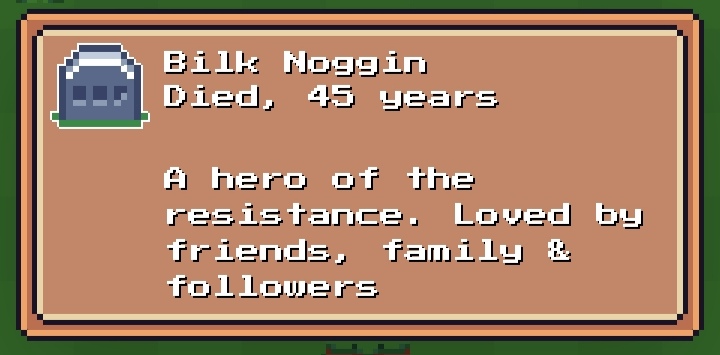 Bilk Noggin
Died, 45 years
A hero of the
resistance. Loved by
friends, family &
followers